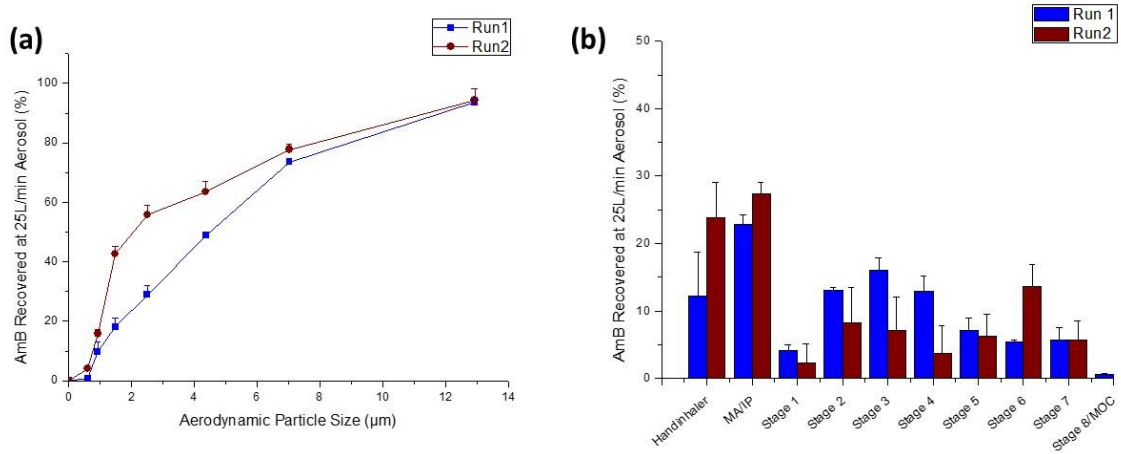 (a)
Run1
Run2
AmB Recovered at 25L/min Aerosol (%)
100
80
60
40
20
0
0 2 4 6 8 10 12 14
Aerodynamic Particle Size (µm)
(b)
Run 1
Run2
AmB Recovered at 25L/min Aerosol (%)
50
40
30
20
10
0
Handinhaler
MA/IP
Stage 1
Stage 2
Stage 3
Stage 4
Stage 5
Stage 6
Stage 7
Stage 8/MOC